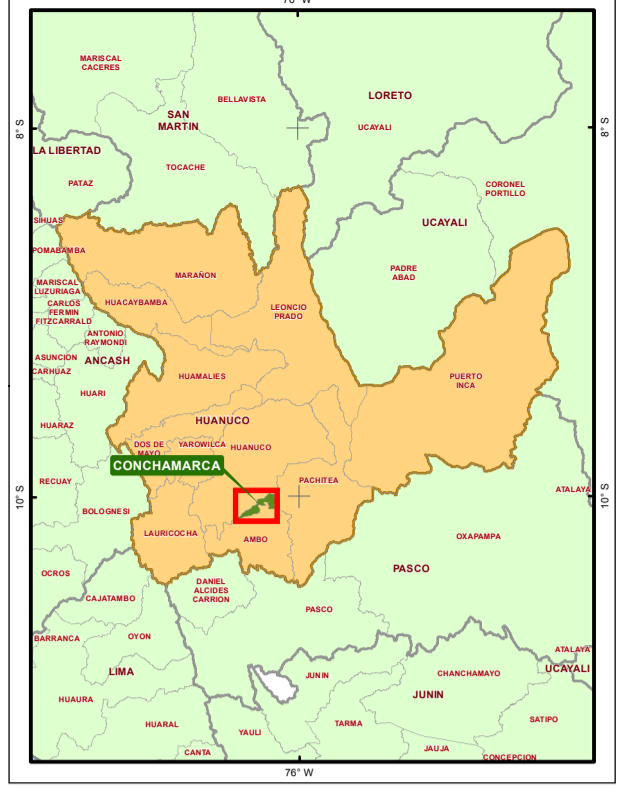 76° W
MARISCAL
CACERES
BELLAVISTA
LORETO
SAN
MARTIN
UCAYALI
8° S
8° S
LA LIBERTAD
TOCACHE
PATAZ
CORONEL
PORTILLO
SIHUAS
UCAYALI
POMABAMBA
PADRE
ABAD
MARAÑON
MARISCAL
LUZURIAGA
HUACAYBAMBA
CARLOS
FERMIN
FITZCARRALD
LEONCIO
PRADO
ANTONIO
RAYMONDI
ASUNCION
ANCASH
CARHUAZ
HUAMALIES
PUERTO
INCA
HUARI
HUANUCO
HUARAZ
DOS DE
MAYO
YAROWILCA
HUANUCO
CONCHAMARCA
RECUAY
PACHITEA
ATALAYA
10° S
10° S
BOLOGNESI
LAURICOCHA
AMBO
OXAPAMPA
PASCO
OCROS
DANIEL
ALCIDES
CARRION
CAJATAMBO
PASCO
BARRANCA
OYON
ATALAYA
UCAYALI
LIMA
JUNIN
CHANCHAMAYO
JUNIN
HUAURA
SATIPO
HUARAL
TARMA
YAULI
JAUJA
CANTA
CONCEPCION
76° W